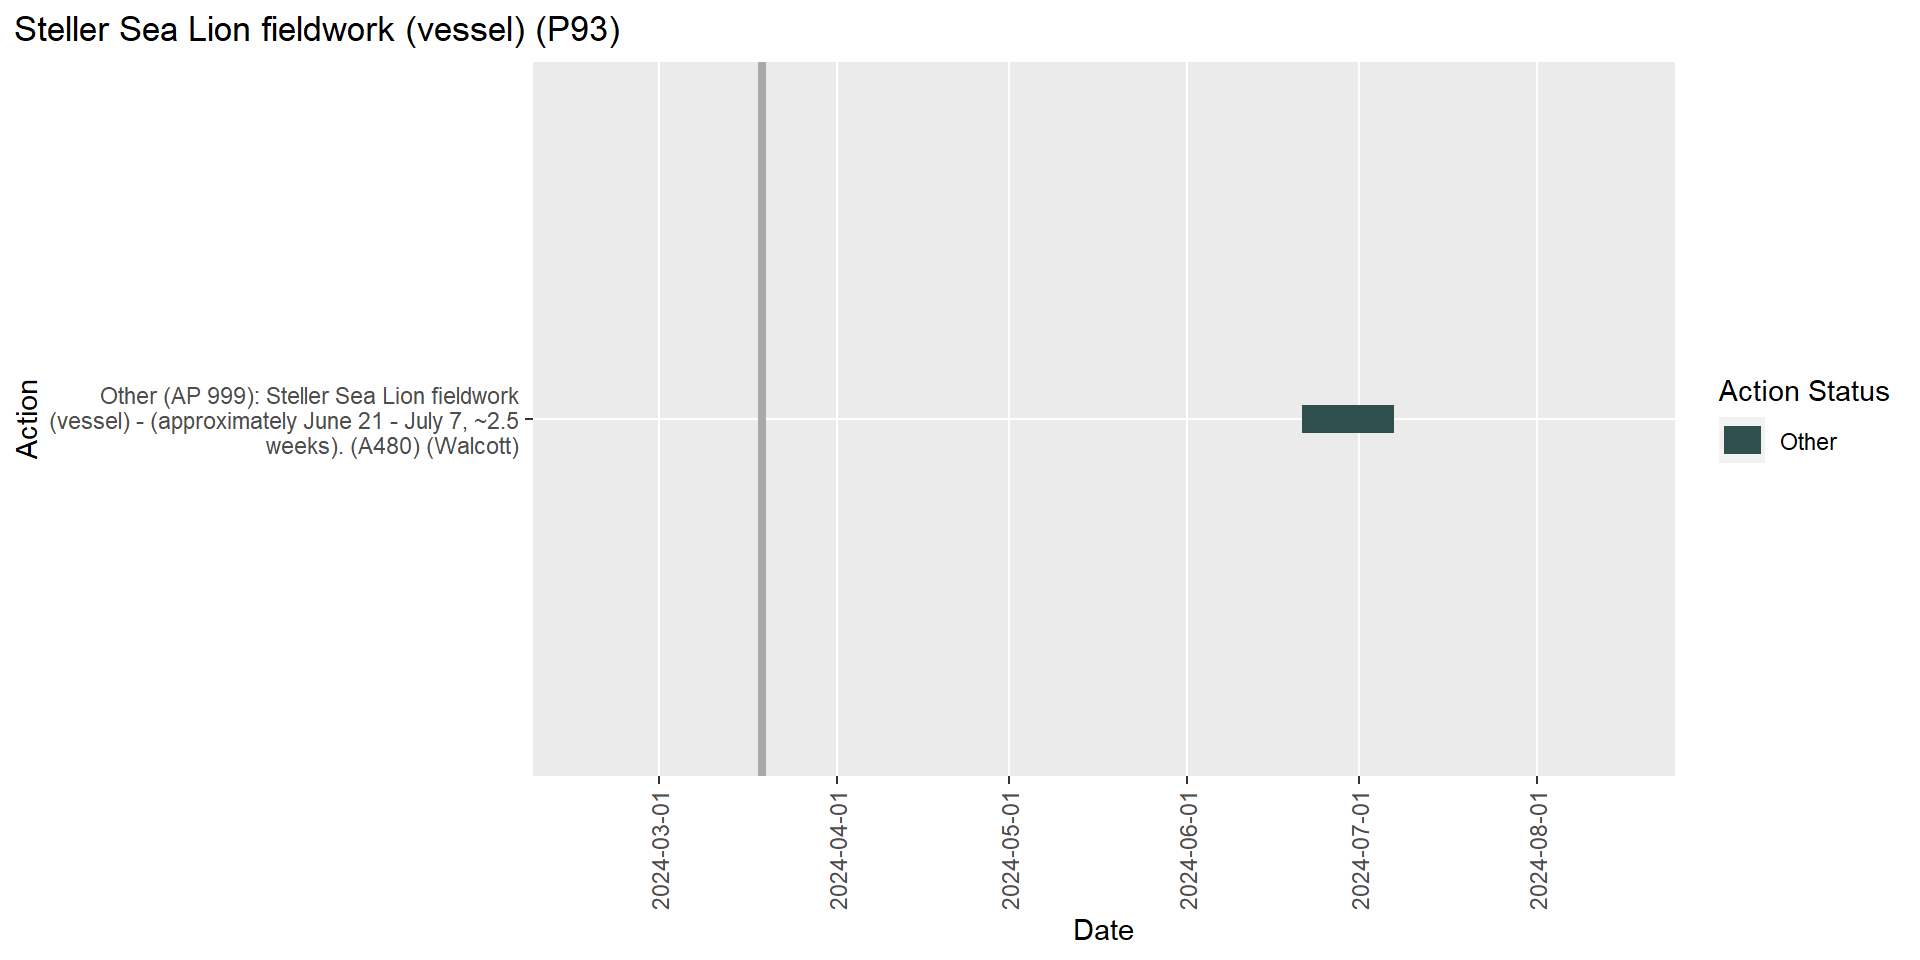 Steller Sea Lion fieldwork (vessel) (P93)
Action
Other (AP 999): Steller Sea Lion fieldwork
(vessel) - (approximately June 21 - July 7, ~2.5
weeks). (A480) (Walcott)
Action Status
Other
2024-03-01
2024-04-01
2024-05-01
2024-06-01
2024-07-01
2024-08-01
Date